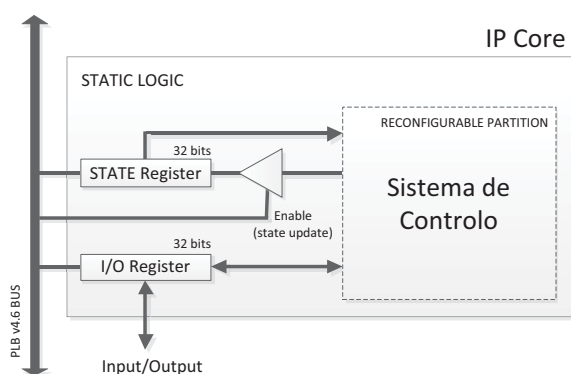 IP Core
STATIC LOGIC
RECONFIGURABLE PARTITION
32 bits
STATE Register
Sistema de
Controlo
Enable
(state update)
32 bits
I/O Register
PLB v4.6 BUS
Input/Output